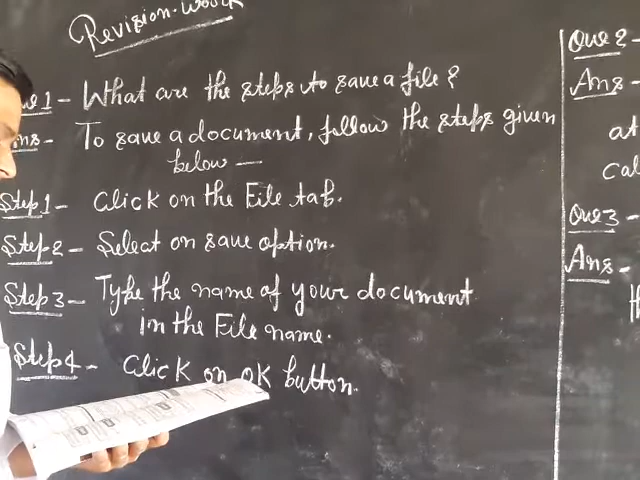 Revision-Work
Que1- What are the steps to save a file?
Ans- To save a document, follow the steps given
below —
Step1- Click on the File tab.
Step2- Select on save option.
Step3- Type the name of your document
in the File name.
Step4- Click on OK button.
Que2-
Ans-
at
cal
Que3-
Ans-
th